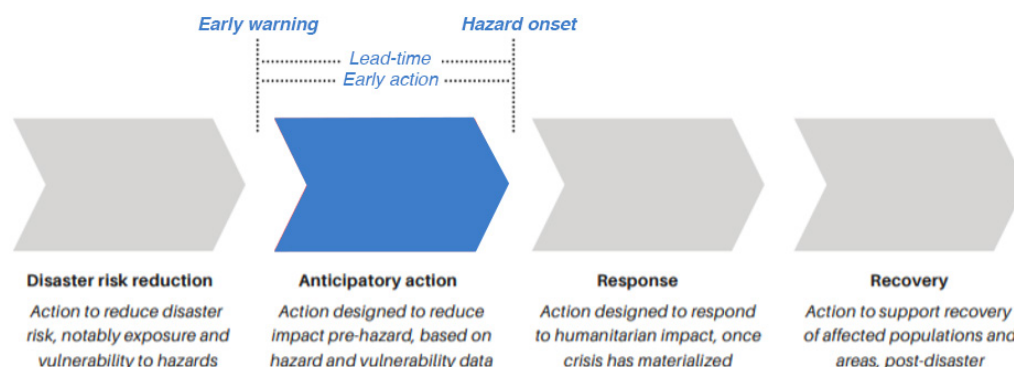 Early warning
Hazard onset
Lead-time
Early action
Disaster risk reduction
Action to reduce disaster
risk, notably exposure and
vulnerability to hazards
Anticipatory action
Action designed to reduce
impact pre-hazard, based on
hazard and vulnerability data
Response
Action designed to respond
to humanitarian impact, once
crisis has materialized
Recovery
Action to support recovery
of affected populations and
areas, post-disaster